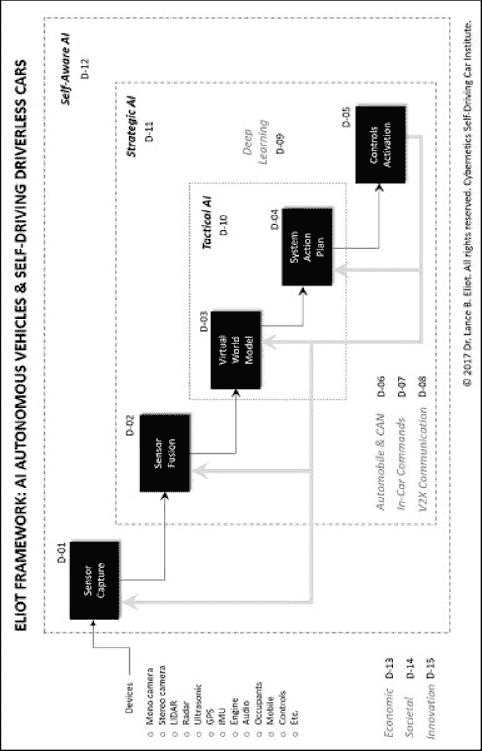 ELIOT FRAMEWORK: AI AUTONOMOUS VEHICLES & SELF-DRIVING DRIVERLESS CARS
Self-Aware AI
D-12
Strategic AI
D-11
Tactical AI
D-10
Deep
Learning
D-09
D-01
Sensor
Capture
D-02
Sensor
Fusion
D-03
Virtual
World
Model
D-04
System
Action
Plan
D-05
Controls
Activation
Devices
○ Mono camera
○ Stereo camera
○ LIDAR
○ Radar
○ Ultrasonic
○ GPS
○ IMU
○ Engine
○ Audio
○ Occupants
○ Mobile
○ Controls
○ Etc.
Automobile & CAN D-06
In-Car Commands D-07
V2X Communication D-08
Economic D-13
Societal D-14
Innovation D-15
© 2017 Dr. Lance B. Eliot. All rights reserved. Cybernetics Self-Driving Car Institute.